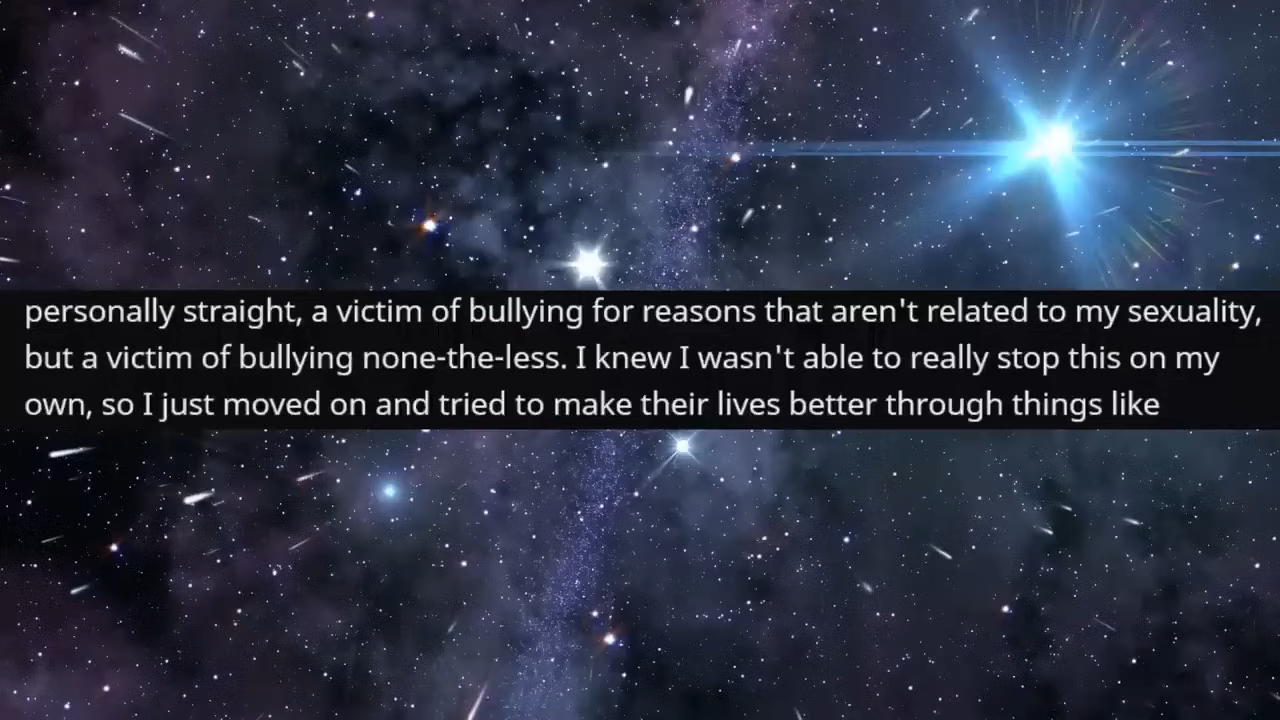 personally straight, a victim of bullying for reasons that aren't related to my sexuality,
but a victim of bullying none-the-less. I knew I wasn't able to really stop this on my
own, so I just moved on and tried to make their lives better through things like